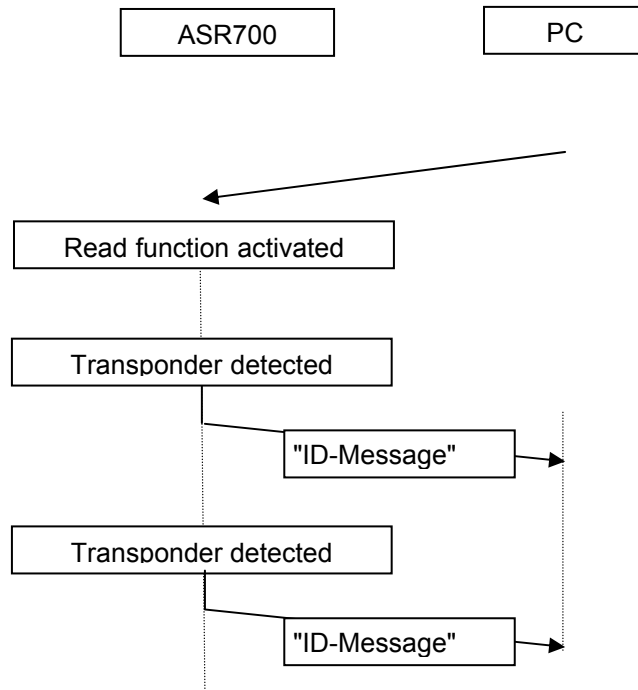 ASR700
PC
Read function activated
Transponder detected
"ID-Message"
Transponder detected
"ID-Message"